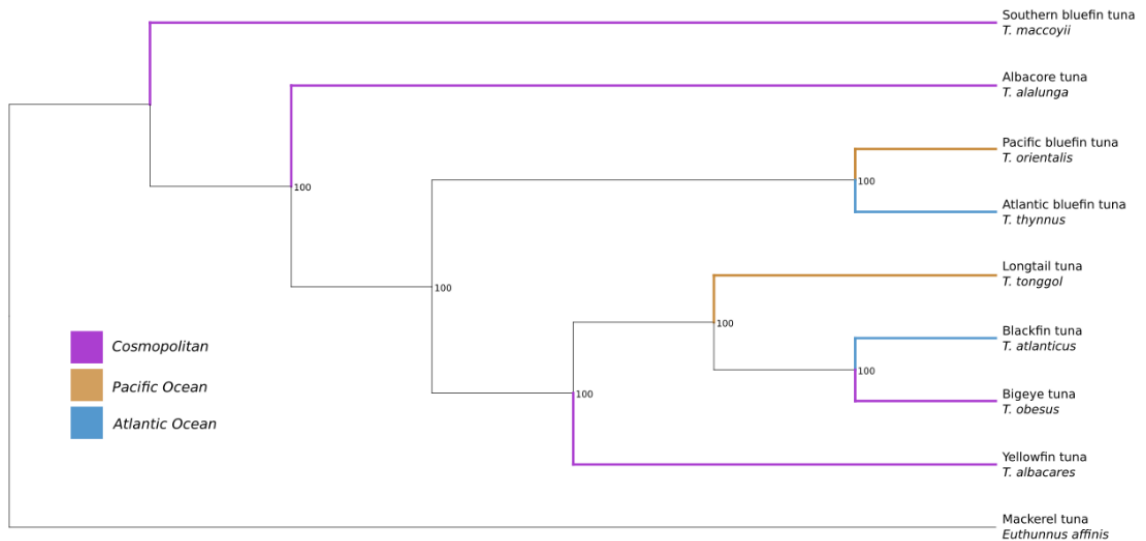 Southern bluefin tuna
T. maccoyii
Albacore tuna
T. alalunga
Pacific bluefin tuna
T. orientalis
100
100
Atlantic bluefin tuna
T. thynnus
Longtail tuna
T. tonggol
100
100
Blackfin tuna
T. atlanticus
Cosmopolitan
100
Pacific Ocean
100
Bigeye tuna
T. obesus
Atlantic Ocean
Yellowfin tuna
T. albacares
Mackerel tuna
Euthunnus affinis